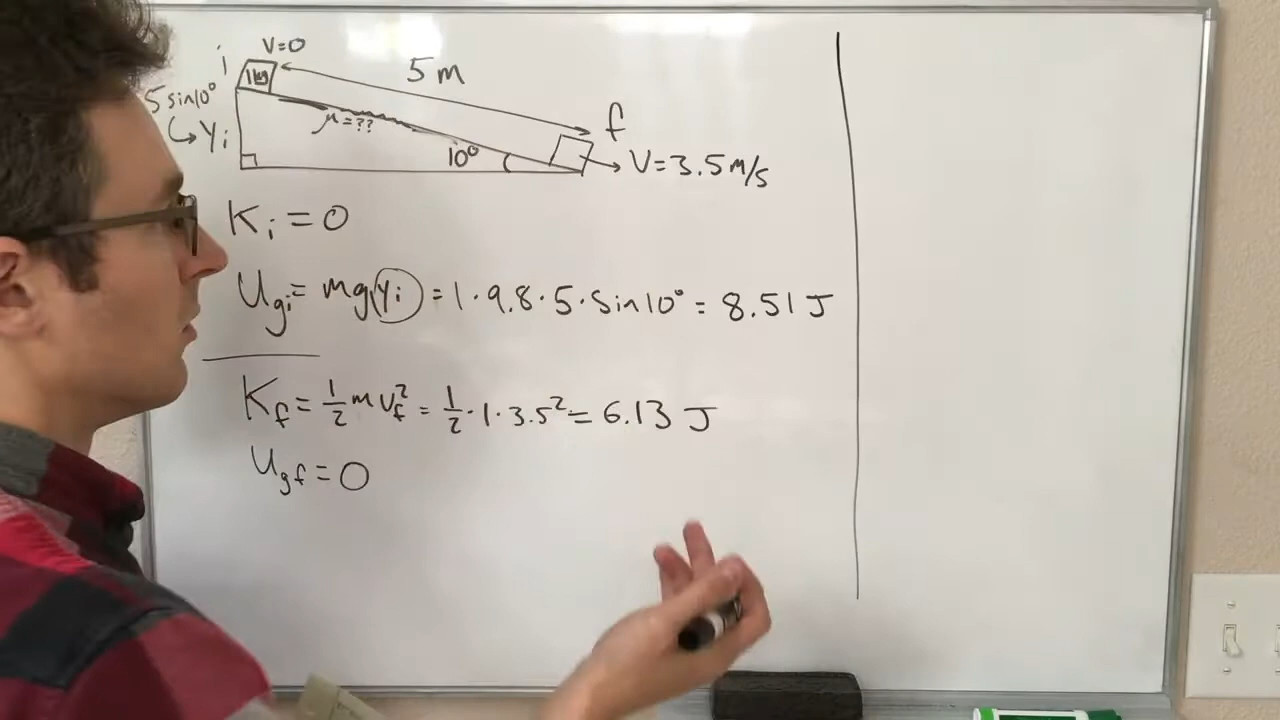 V=0
i
1kg
5 m
5 sin10°
↳ yi
μ=??
10°
f
V=3.5m/s
Ki=0
Ugi= mg(yi) = 1·9.8·5·sin10° = 8.51 J
Kf= 1/2 m vf² = 1/2·1·3.5² = 6.13 J
Ugf=0